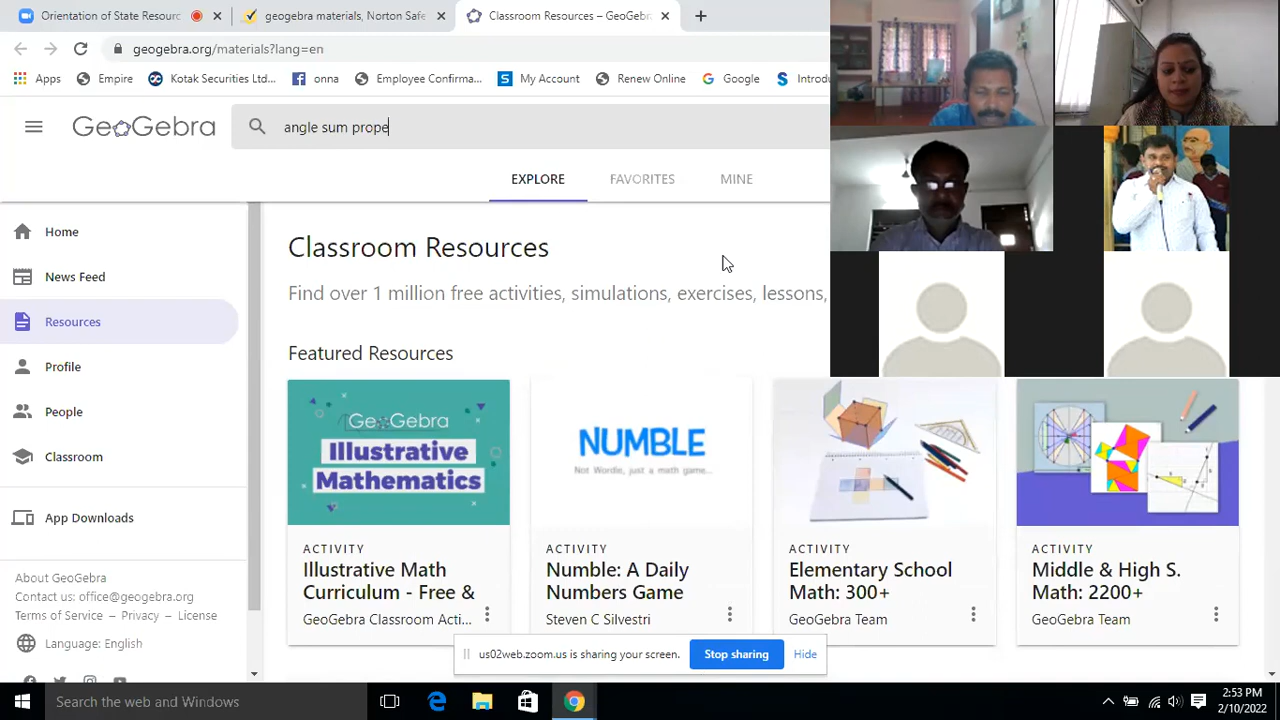 Orientation of State Resourc
geogebra materials, Norton Safe
Classroom Resources – GeoGeb
geogebra.org/materials?lang=en
Apps
Empire
Kotak Securities Ltd...
onna
Employee Confirma...
My Account
Renew Online
Google
Introdu
GeoGebra
angle sum prope
EXPLORE
FAVORITES
MINE
Home
News Feed
Resources
Profile
People
Classroom
App Downloads
About GeoGebra
Contact us: office@geogebra.org
Terms of Service – Privacy – License
Language: English
Classroom Resources
Find over 1 million free activities, simulations, exercises, lessons,
Featured Resources
GeoGebra
Illustrative
Mathematics
ACTIVITY
Illustrative Math
Curriculum - Free &
GeoGebra Classroom Acti...
NUMBLE
Not Wordle, just a math game...
ACTIVITY
Numble: A Daily
Numbers Game
Steven C Silvestri
ACTIVITY
Elementary School
Math: 300+
GeoGebra Team
ACTIVITY
Middle & High S.
Math: 2200+
GeoGebra Team
us02web.zoom.us is sharing your screen.
Stop sharing
Hide
Search the web and Windows
2:53 PM
2/10/2022